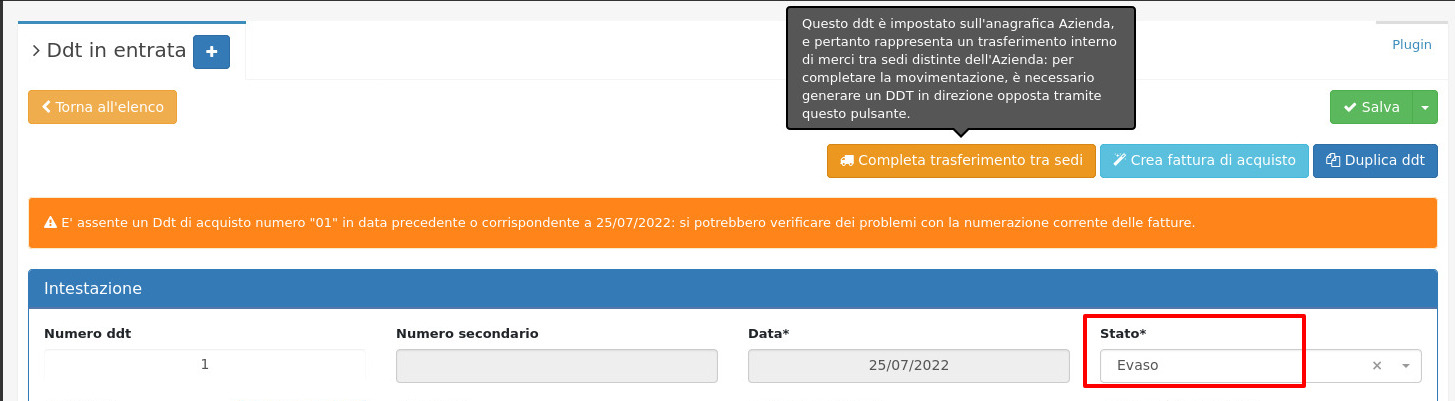 Questo ddt è impostato sull'anagrafica Azienda,
e pertanto rappresenta un trasferimento interno
di merci tra sedi distinte dell'Azienda: per
completare la movimentazione, è necessario
generare un DDT in direzione opposta tramite
questo pulsante.
Ddt in entrata
Plugin
Torna all'elenco
Salva
Completa trasferimento tra sedi
Crea fattura di acquisto
Duplica ddt
E' assente un Ddt di acquisto numero "01" in data precedente o corrispondente a 25/07/2022: si potrebbero verificare dei problemi con la numerazione corrente delle fatture.
Intestazione
Numero ddt
Numero secondario
Data*
Stato*
1
25/07/2022
Evaso